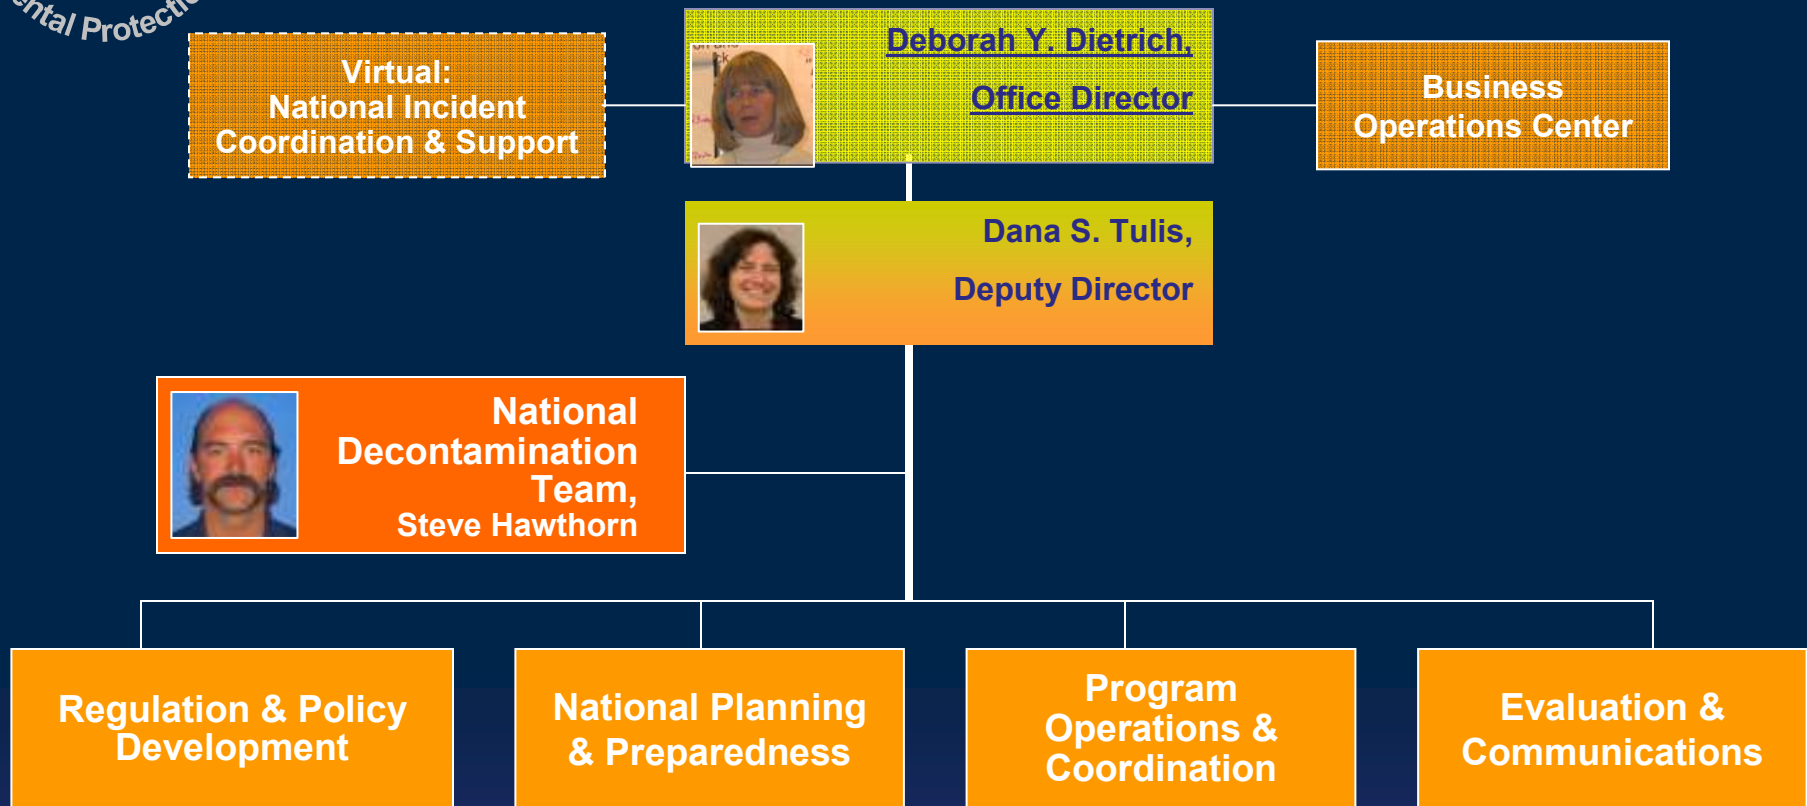 ental Protecti
Virtual:
National Incident
Coordination & Support
Deborah Y. Dietrich,
Office Director
Business
Operations Center
Dana S. Tulis,
Deputy Director
National
Decontamination
Team,
Steve Hawthorn
Regulation & Policy
Development
National Planning
& Preparedness
Program
Operations &
Coordination
Evaluation &
Communications